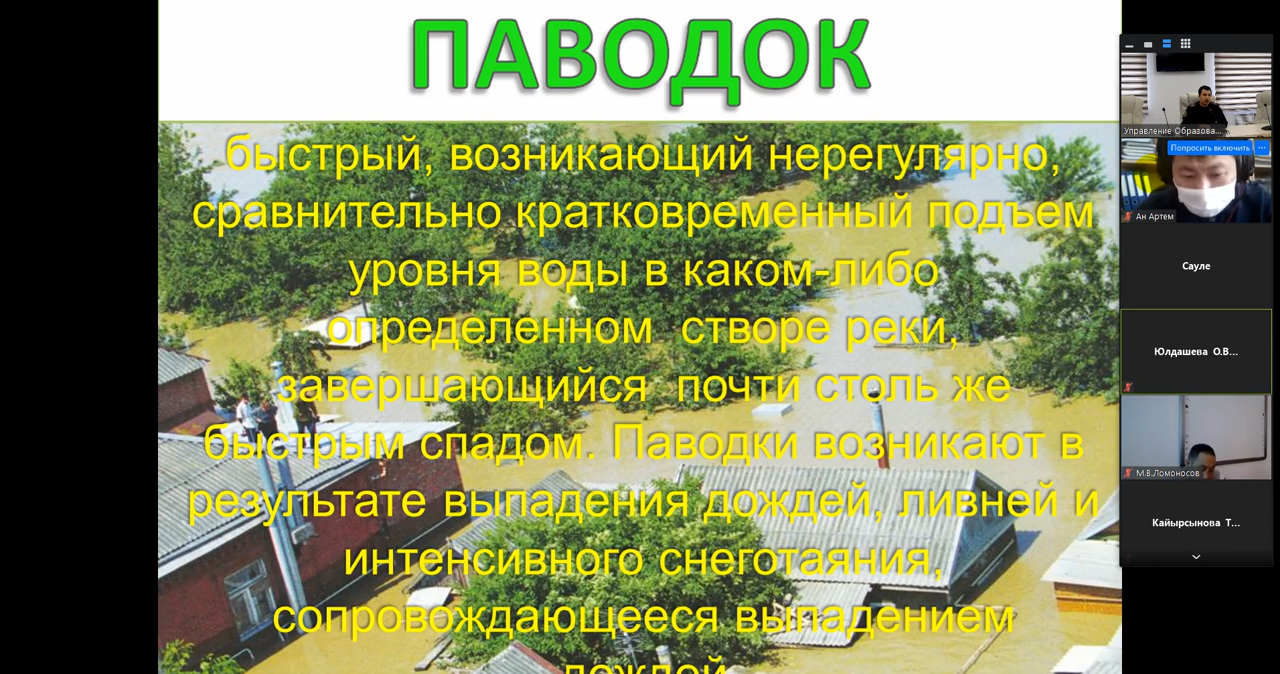 ПАВОДОК
быстрый, возникающий нерегулярно,
сравнительно кратковременный подъем
уровня воды в каком-либо
определенном створе реки,
завершающийся почти столь же
быстрым спадом. Паводки возникают в
результате выпадения дождей, ливней и
интенсивного снеготаяния,
сопровождающееся выпадением
дождей
Управление Образова...
Попросить включить
Ан Артем
Сауле
Юлдашева О.В...
М.В.Ломоносов
Кайырсынова Т...